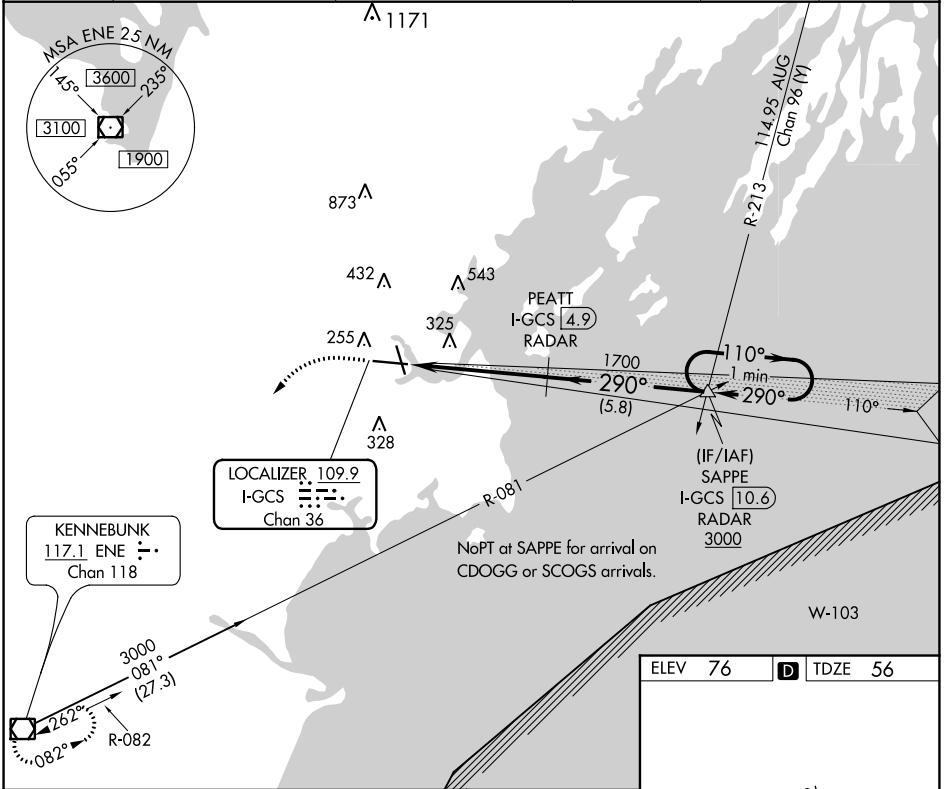 1171
MSA ENE 25 NM
145°
3600
235°
3100
1900
055°
114.95 AUG
Chan 96 (Y)
R-213
873
432
543
PEATT
I-GCS 4.9
RADAR
255
325
1700
290°
(5.8)
110°
1 min
290°
110°
328
LOCALIZER 109.9
I-GCS
Chan 36
(IF/IAF)
SAPPE
I-GCS 10.6
RADAR
3000
R-081
KENNEBUNK
117.1 ENE
Chan 118
NoPT at SAPPE for arrival on
CDOGG or SCOGS arrivals.
W-103
3000
081°
(27.3)
262°
082°
R-082
ELEV 76 D TDZE 56